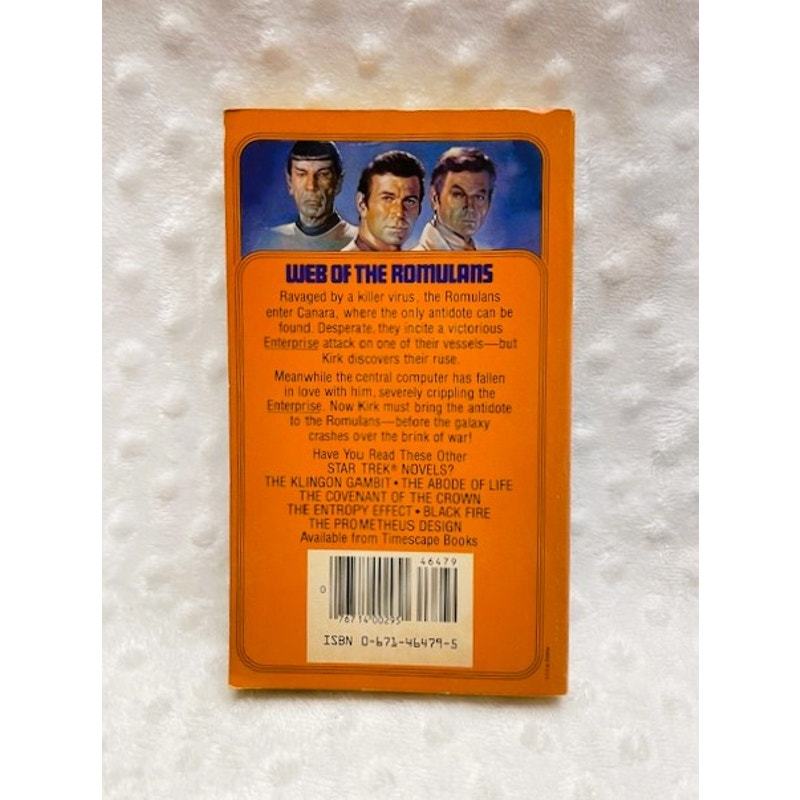 WEB OF THE ROMULANS
Ravaged by a killer virus, the Romulans
enter Canara, where the only antidote can be
found. Desperate, they incite a victorious
Enterprise attack on one of their vessels—but
Kirk discovers their ruse.
Meanwhile the central computer has fallen
in love with him, severely crippling the
Enterprise. Now Kirk must bring the antidote
to the Romulans—before the galaxy
crashes over the brink of war!
Have You Read These Other
STAR TREK® NOVELS?
THE KLINGON GAMBIT • THE ABODE OF LIFE
THE COVENANT OF THE CROWN
THE ENTROPY EFFECT • BLACK FIRE
THE PROMETHEUS DESIGN
Available from Timescape Books
46479
0
76714 00295
ISBN 0-671-46479-5